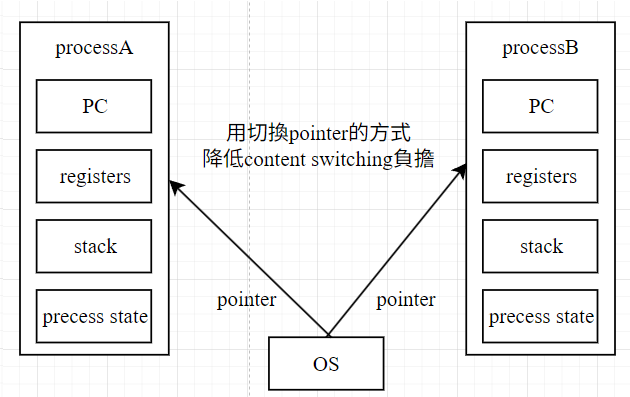 processA
PC
registers
stack
precess state
用切換pointer的方式
降低content switching負擔
pointer
pointer
OS
processB
PC
registers
stack
precess state